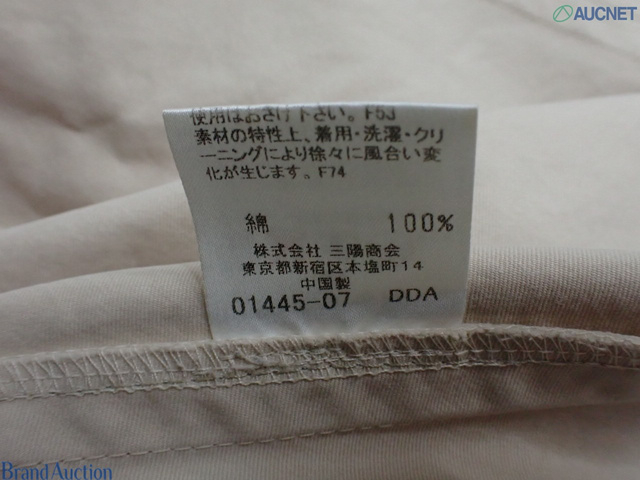 AUCNET
使用はおさけ下さい。F53
素材の特性上、着用・洗濯・クリ
ーニングにより徐々に風合い変
化が生じます。F74
綿 100%
株式会社 三陽商会
東京都新宿区本塩町14
中国製
01445-07 DDA
BrandAuction